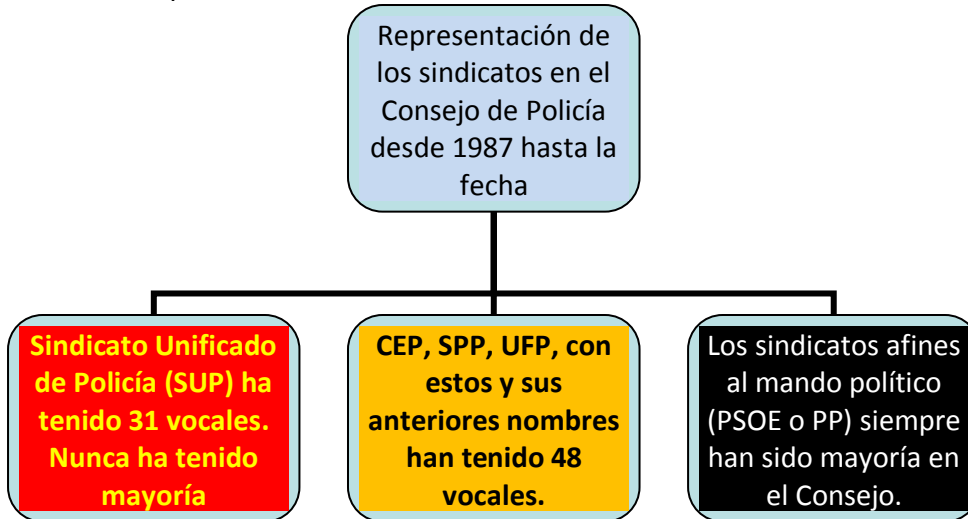 Representación de
los sindicatos en el
Consejo de Policía
desde 1987 hasta la
fecha
Sindicato Unificado
de Policía (SUP) ha
tenido 31 vocales.
Nunca ha tenido
mayoría
CEP, SPP, UFP, con
estos y sus
anteriores nombres
han tenido 48
vocales.
Los sindicatos afines
al mando político
(PSOE o PP) siempre
han sido mayoría en
el Consejo.